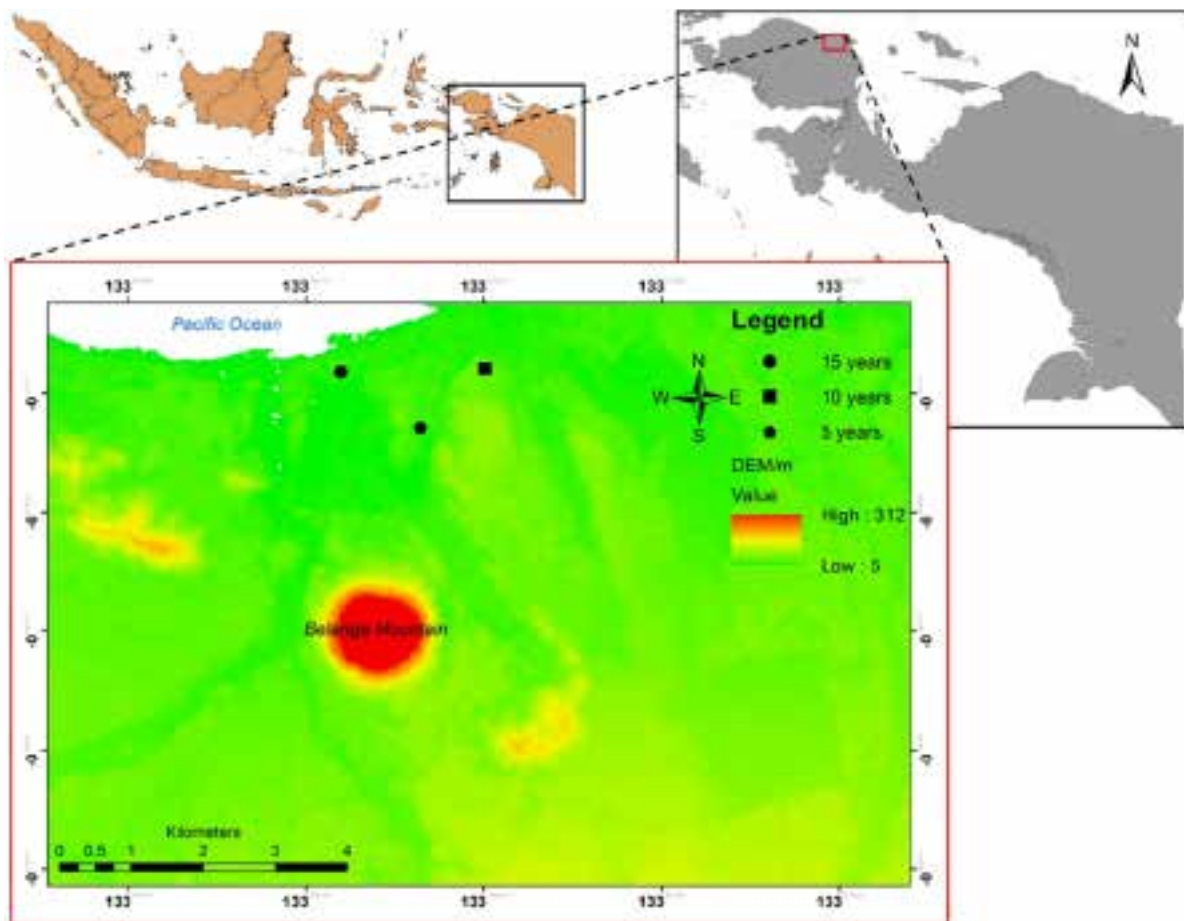 N
133 133 133 133 133
Pacific Ocean
Legend
15 years
10 years
5 years
N
W E
S
DEM/m
Value
High : 312
Low : 5
Mountain
Kilometers
0 0.5 1 2 3 4
133 133 133 133 133